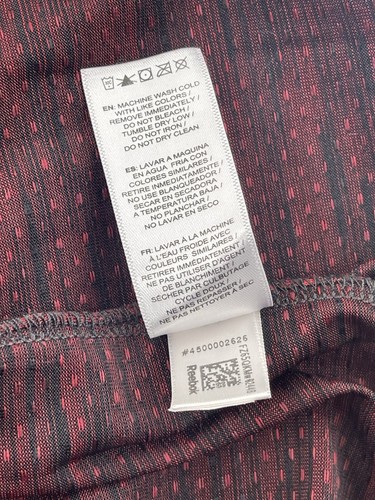 EN: MACHINE WASH COLD
WITH LIKE COLORS /
REMOVE IMMEDIATELY /
DO NOT BLEACH /
TUMBLE DRY LOW /
DO NOT IRON /
DO NOT DRY CLEAN
ES: LAVAR A MAQUINA
EN AGUA FRIA CON
COLORES SIMILARES /
RETIRE INMEDIATAMENTE /
NO USE BLANQUEADOR /
SECAR EN SECADORA
A TEMPERATURA BAJA /
NO PLANCHAR /
NO LAVAR EN SECO
FR: LAVAR À LA MACHINE
À L'EAU FROIDE AVEC
COULEURS SIMILAIRES /
RETIRER IMMÉDIATEMENT /
NE PAS UTILISER D'AGENT
DE BLANCHIMENT /
SÉCHER PAR CULBUTAGE
CYCLE DOUX /
NE PAS REPASSER /
NE PAS NETTOYER À SEC
#4800002626
Reebok